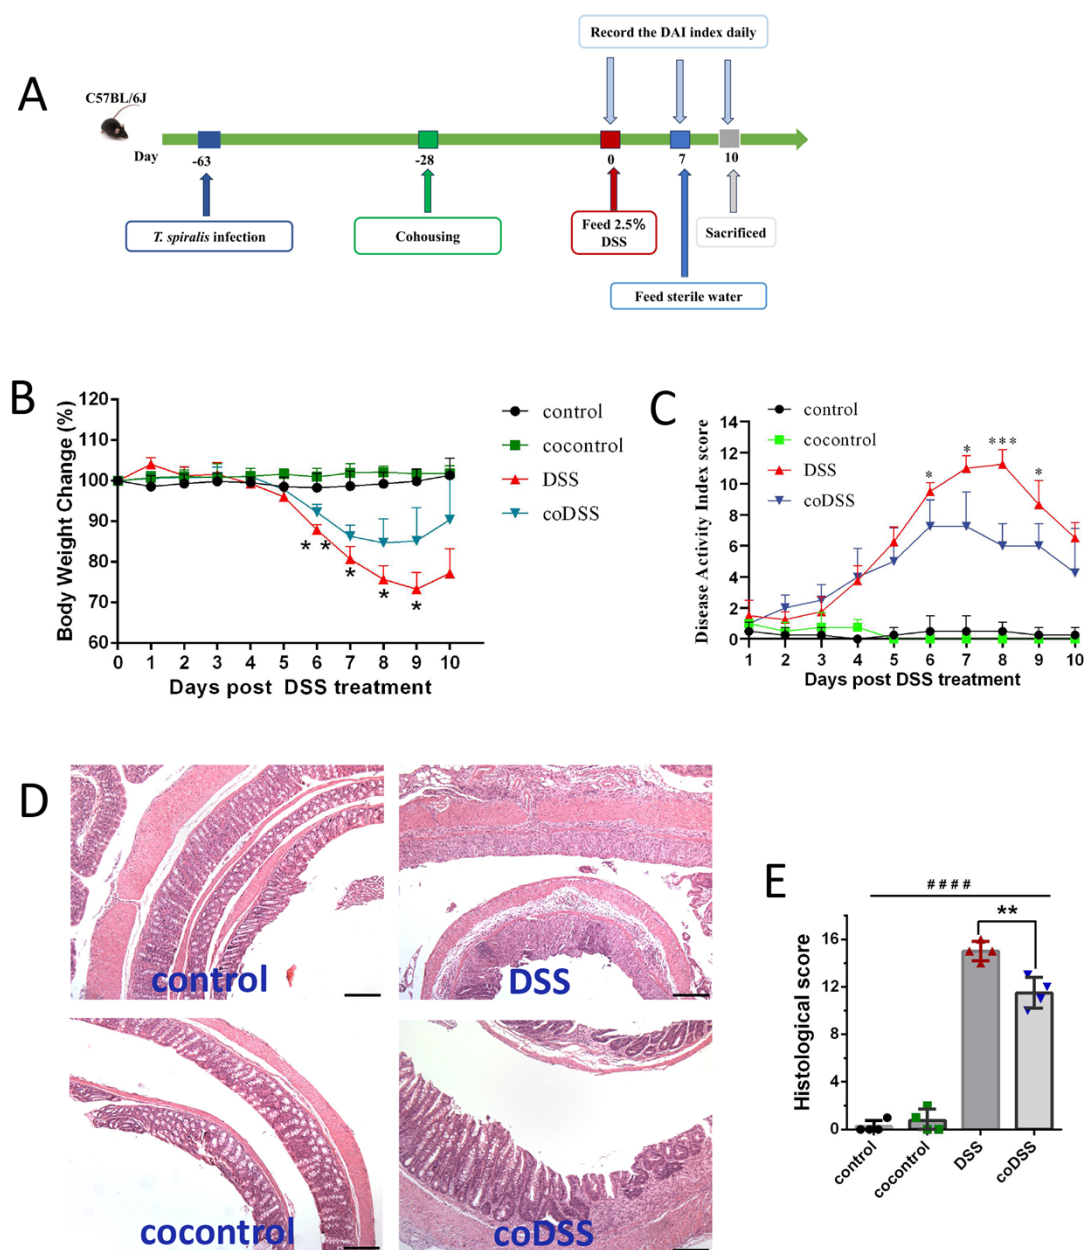 A
Record the DAI index daily
C57BL/6J
Day
-63
-28
0
7
10
T. spiralis infection
Cohousing
Feed 2.5%
DSS
Sacrificed
Feed sterile water
B
Body Weight Change (%)
120
110
100
90
80
70
60
0 1 2 3 4 5 6 7 8 9 10
Days post DSS treatment
control
cocontrol
DSS
coDSS
* *
*
*
*
C
Disease Activity Index score
14
12
10
8
6
4
2
0
1 2 3 4 5 6 7 8 9 10
Days post DSS treatment
control
cocontrol
DSS
coDSS
*
*
***
*
D
control
DSS
cocontrol
coDSS
E
####
**
Histological score
16
12
8
4
0
control
cocontrol
DSS
coDSS